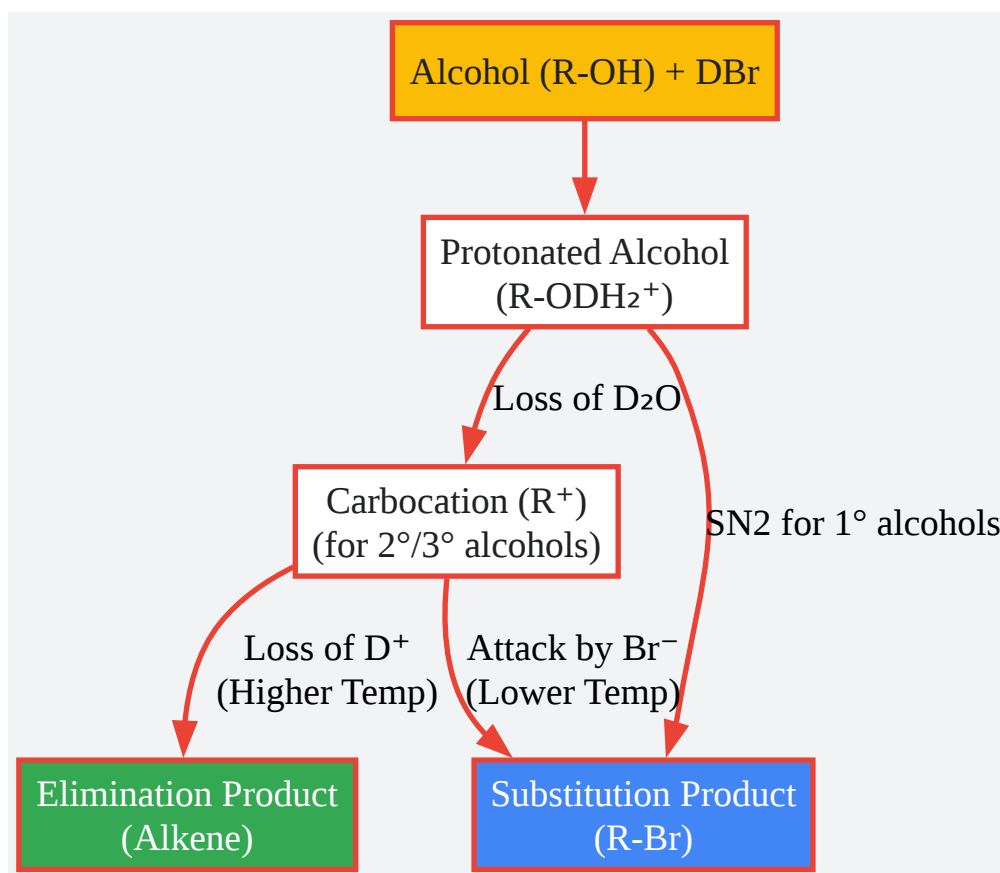 Alcohol (R-OH) + DBr
Protonated Alcohol
(R-ODH₂⁺)
Loss of D₂O
SN2 for 1° alcohols
Carbocation (R⁺)
(for 2°/3° alcohols)
Loss of D⁺
(Higher Temp)
Attack by Br⁻
(Lower Temp)
Elimination Product
(Alkene)
Substitution Product
(R-Br)